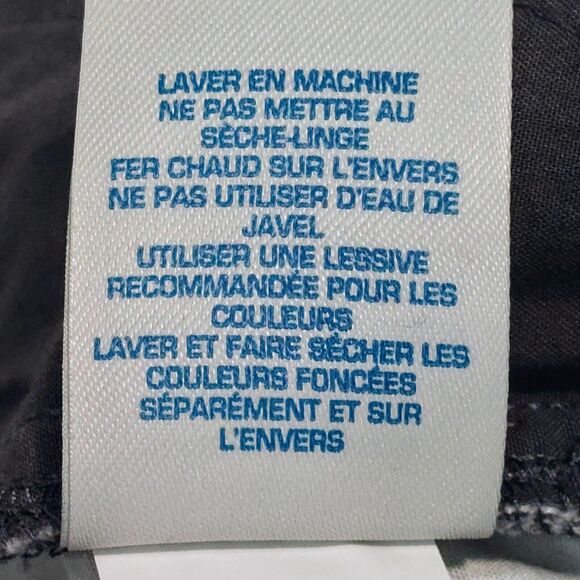 LAVER EN MACHINE
NE PAS METTRE AU
SÈCHE-LINGE
FER CHAUD SUR L'ENVERS
NE PAS UTILISER D'EAU DE
JAVEL
UTILISER UNE LESSIVE
RECOMMANDÉE POUR LES
COULEURS
LAVER ET FAIRE SÉCHER LES
COULEURS FONCÉES
SÉPARÉMENT ET SUR
L'ENVERS